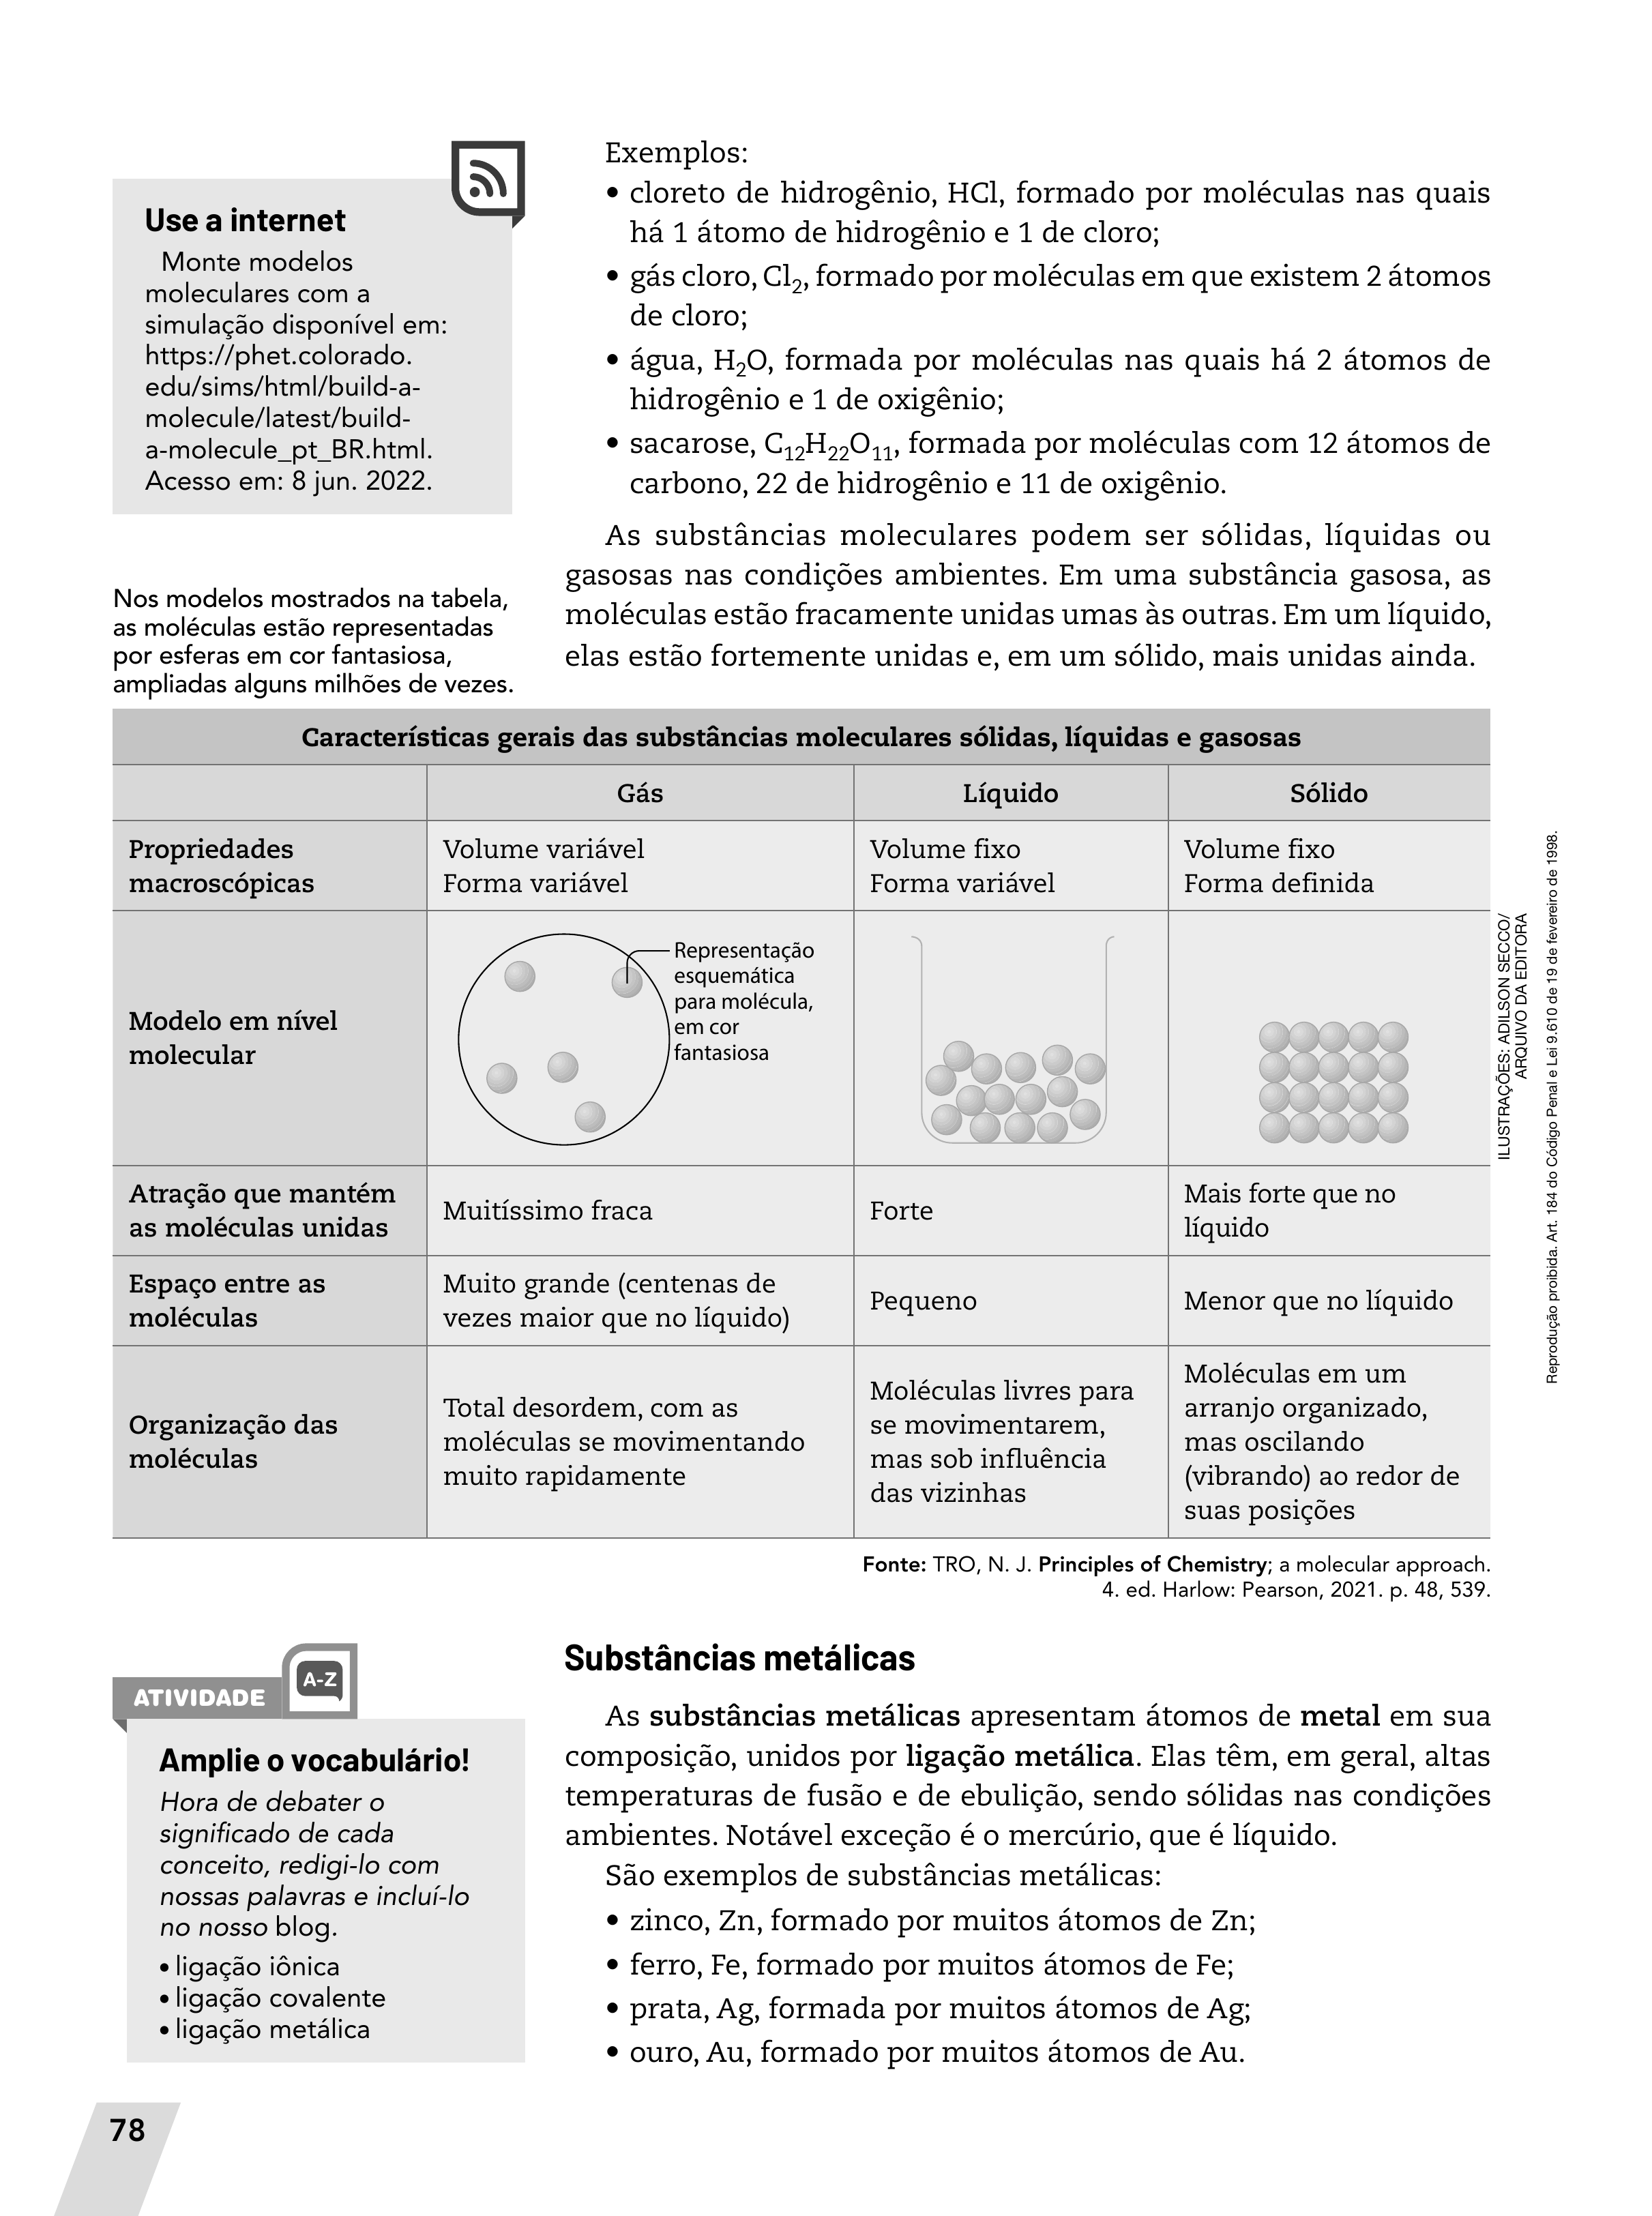 Use a internet
Monte modelos
moleculares com a
simulação disponível em:
https://phet.colorado.
edu/sims/html/build-a-
molecule/latest/build-
a-molecule_pt_BR.html.
Acesso em: 8 jun. 2022.
Exemplos:
• cloreto de hidrogênio, HCl, formado por moléculas nas quais
há 1 átomo de hidrogênio e 1 de cloro;
• gás cloro, Cl₂, formado por moléculas em que existem 2 átomos
de cloro;
• água, H₂O, formada por moléculas nas quais há 2 átomos de
hidrogênio e 1 de oxigênio;
• sacarose, C₁₂H₂₂O₁₁, formada por moléculas com 12 átomos de
carbono, 22 de hidrogênio e 11 de oxigênio.
As substâncias moleculares podem ser sólidas, líquidas ou
gasosas nas condições ambientes. Em uma substância gasosa, as
moléculas estão fracamente unidas umas às outras. Em um líquido,
elas estão fortemente unidas e, em um sólido, mais unidas ainda.
Nos modelos mostrados na tabela,
as moléculas estão representadas
por esferas em cor fantasiosa,
ampliadas alguns milhões de vezes.
Características gerais das substâncias moleculares sólidas, líquidas e gasosas
Gás
Líquido
Sólido
Propriedades
macroscópicas
Volume variável
Forma variável
Volume fixo
Forma variável
Volume fixo
Forma definida
Modelo em nível
molecular
Representação
esquemática
para molécula,
em cor
fantasiosa
Atração que mantém
as moléculas unidas
Muitíssimo fraca
Forte
Mais forte que no
líquido
Espaço entre as
moléculas
Muito grande (centenas de
vezes maior que no líquido)
Pequeno
Menor que no líquido
Organização das
moléculas
Total desordem, com as
moléculas se movimentando
muito rapidamente
Moléculas livres para
se movimentarem,
mas sob influência
das vizinhas
Moléculas em um
arranjo organizado,
mas oscilando
(vibrando) ao redor de
suas posições
ILUSTRAÇÕES: ADILSON SECCO/
ARQUIVO DA EDITORA
Reprodução proibida. Art. 184 do Código Penal e Lei 9.610 de 19 de fevereiro de 1998.
Fonte: TRO, N. J. Principles of Chemistry; a molecular approach.
4. ed. Harlow: Pearson, 2021. p. 48, 539.
ATIVIDADE
A-Z
Amplie o vocabulário!
Hora de debater o
significado de cada
conceito, redigi-lo com
nossas palavras e incluí-lo
no nosso blog.
• ligação iônica
• ligação covalente
• ligação metálica
Substâncias metálicas
As substâncias metálicas apresentam átomos de metal em sua
composição, unidos por ligação metálica. Elas têm, em geral, altas
temperaturas de fusão e de ebulição, sendo sólidas nas condições
ambientes. Notável exceção é o mercúrio, que é líquido.
São exemplos de substâncias metálicas:
• zinco, Zn, formado por muitos átomos de Zn;
• ferro, Fe, formado por muitos átomos de Fe;
• prata, Ag, formada por muitos átomos de Ag;
• ouro, Au, formado por muitos átomos de Au.
78